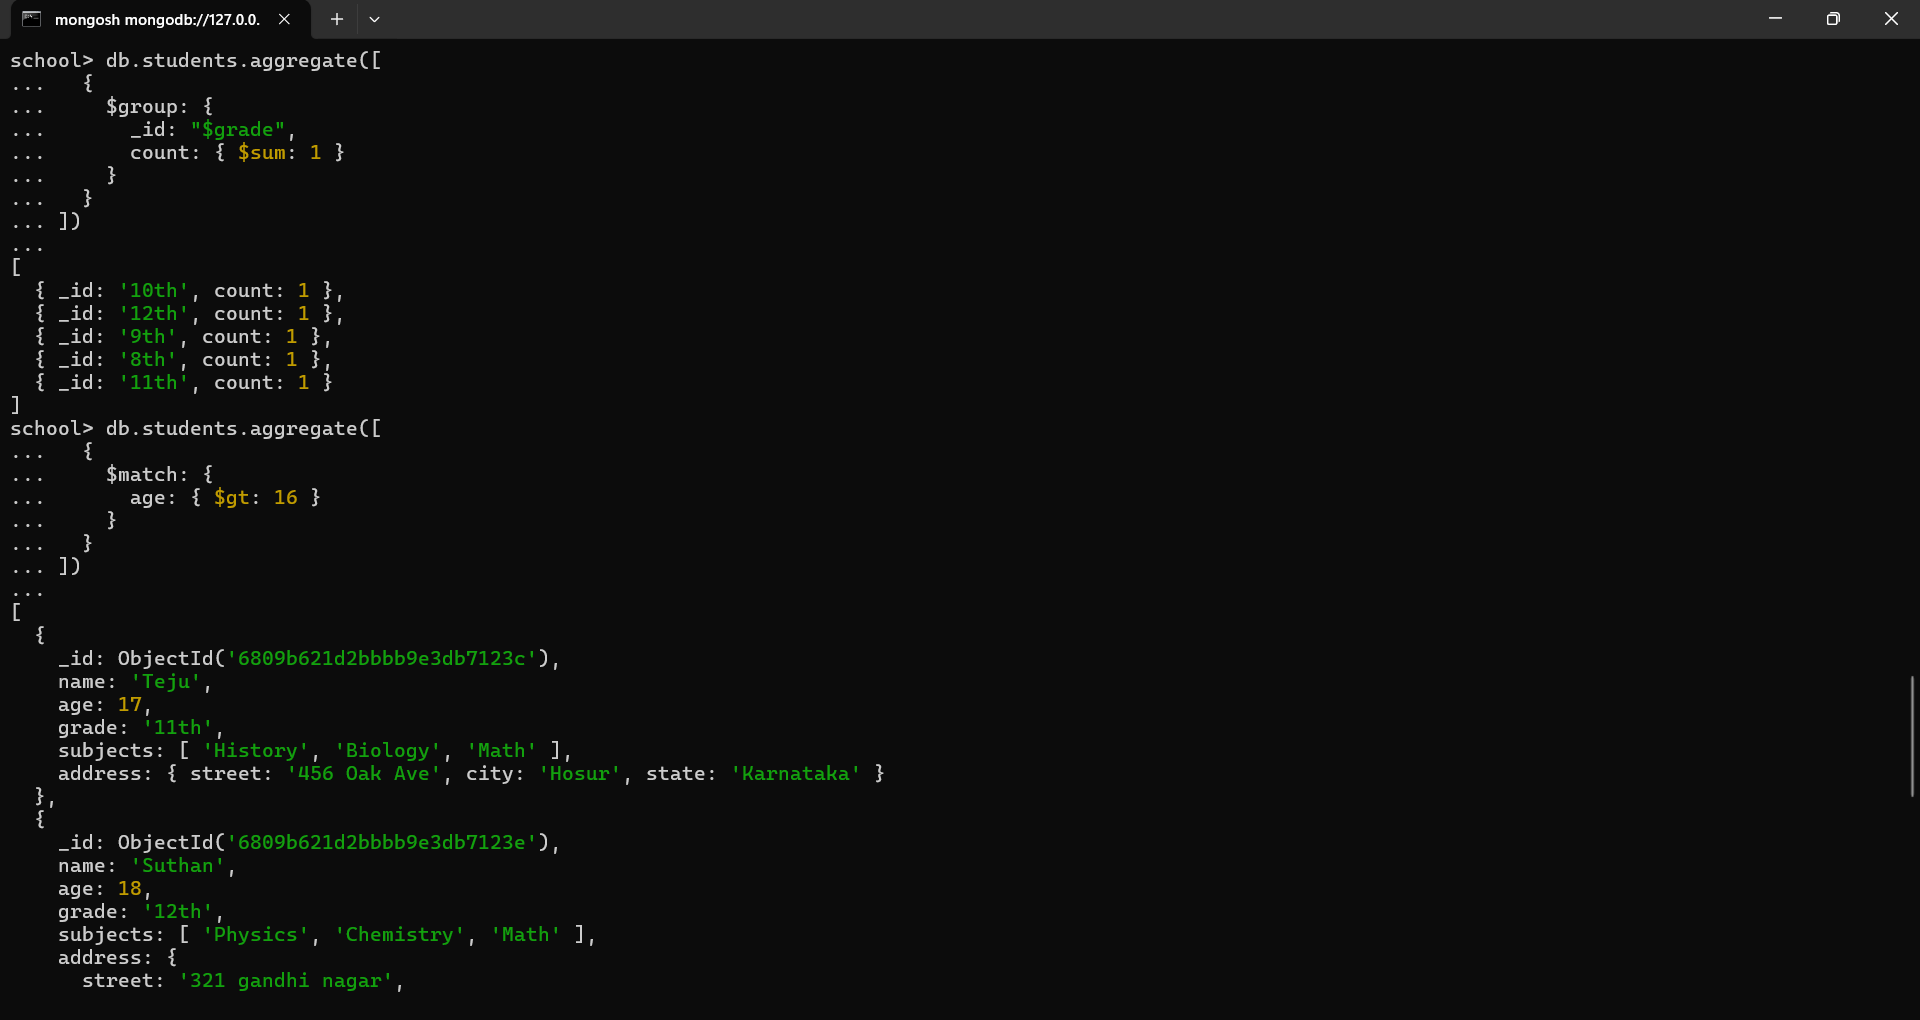 mongosh mongodb://127.0.0.
school> db.students.aggregate([
...   {
...     $group: {
...       _id: "$grade",
...       count: { $sum: 1 }
...     }
...   }
... ])
...
[
  { _id: '10th', count: 1 },
  { _id: '12th', count: 1 },
  { _id: '9th', count: 1 },
  { _id: '8th', count: 1 },
  { _id: '11th', count: 1 }
]
school> db.students.aggregate([
...   {
...     $match: {
...       age: { $gt: 16 }
...     }
...   }
... ])
...
[
  {
    _id: ObjectId('6809b621d2bbbb9e3db7123c'),
    name: 'Teju',
    age: 17,
    grade: '11th',
    subjects: [ 'History', 'Biology', 'Math' ],
    address: { street: '456 Oak Ave', city: 'Hosur', state: 'Karnataka' }
  },
  {
    _id: ObjectId('6809b621d2bbbb9e3db7123e'),
    name: 'Suthan',
    age: 18,
    grade: '12th',
    subjects: [ 'Physics', 'Chemistry', 'Math' ],
    address: {
      street: '321 gandhi nagar',